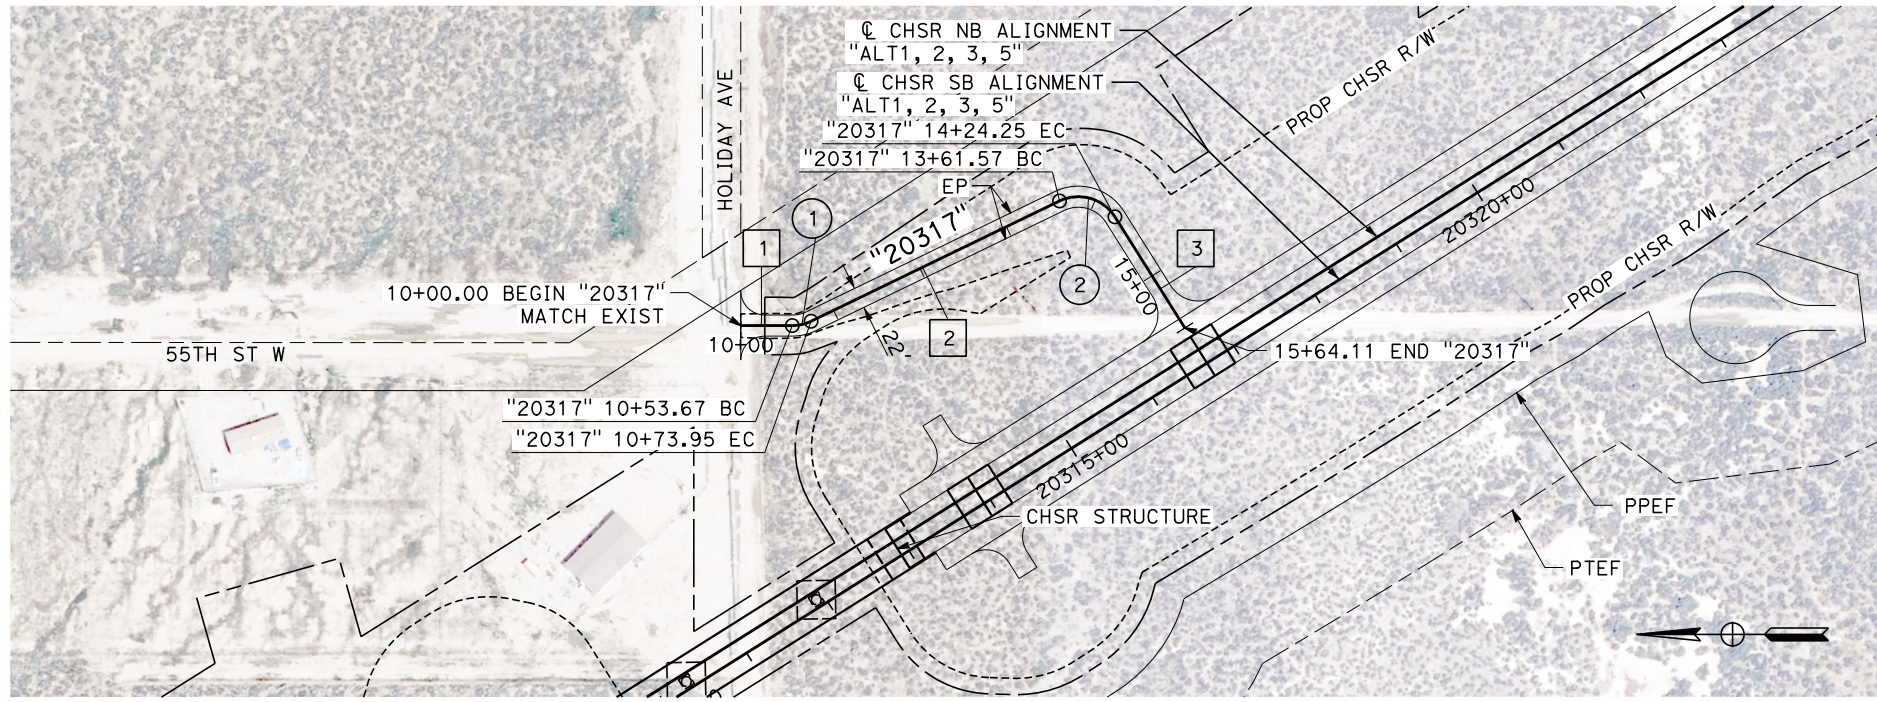 ℄ CHSR NB ALIGNMENT
"ALT1, 2, 3, 5"
℄ CHSR SB ALIGNMENT
"ALT1, 2, 3, 5"
"20317" 14+24.25 EC
"20317" 13+61.57 BC
EP
HOLIDAY AVE
PROP CHSR R/W
1
1
"20317"
3
2
15+00
20320+00
PROP CHSR R/W
10+00.00 BEGIN "20317"
MATCH EXIST
10+00
22
2
55TH ST W
15+64.11 END "20317"
"20317" 10+53.67 BC
"20317" 10+73.95 EC
20315+00
CHSR STRUCTURE
PPEF
PTEF